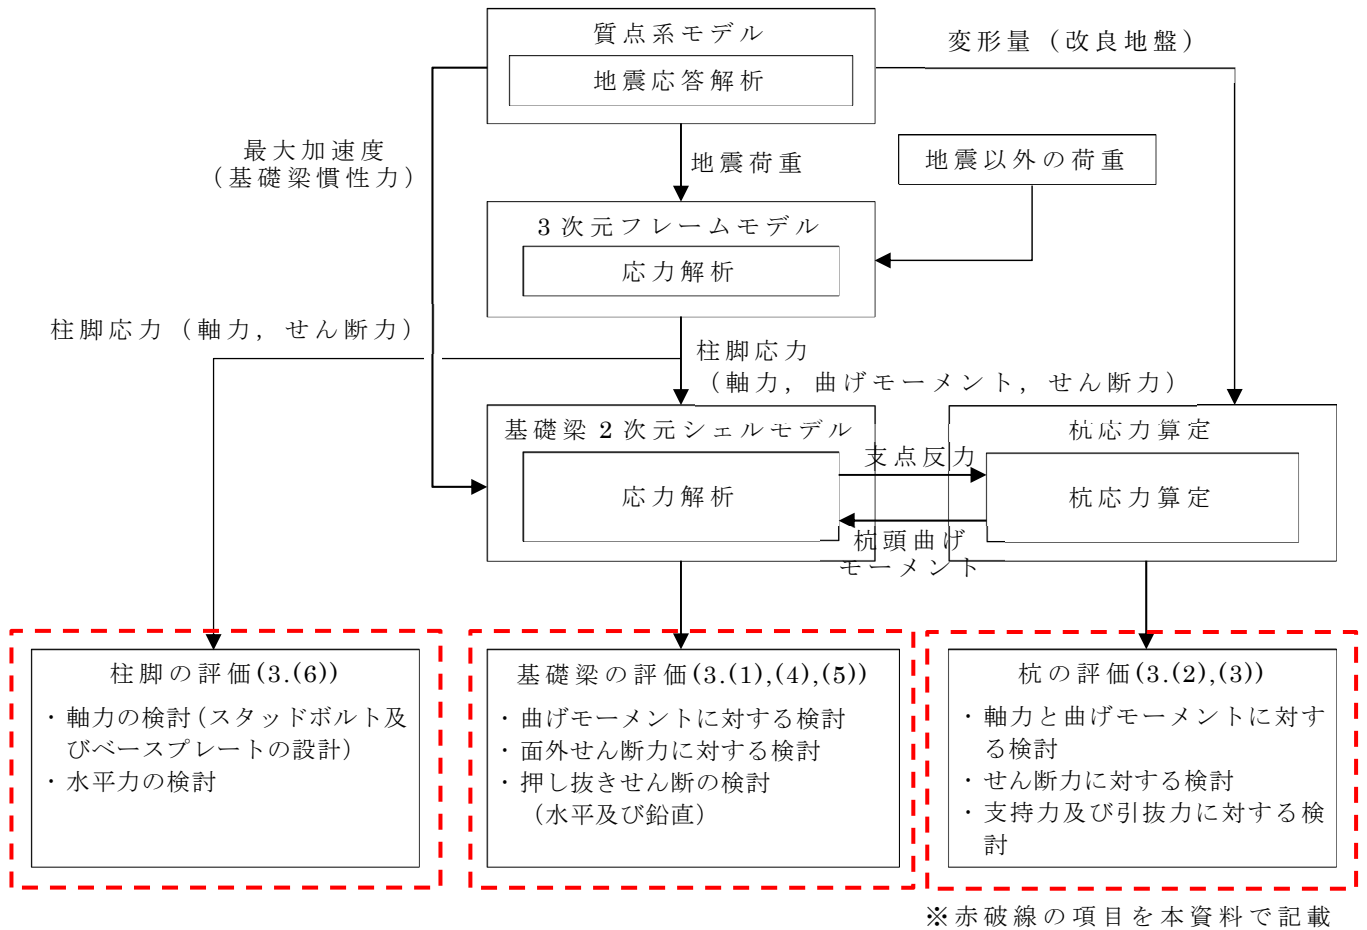 質点系モデル
地震応答解析
変形量（改良地盤）
最大加速度
（基礎梁慣性力）
地震荷重
地震以外の荷重
3次元フレームモデル
応力解析
柱脚応力（軸力，せん断力）
柱脚応力
（軸力，曲げモーメント，せん断力）
基礎梁2次元シェルモデル
応力解析
支点反力
杭頭曲げ
モーメント
杭応力算定
杭応力算定
柱脚の評価(3.(6))
・軸力の検討（スタッドボルト及
びベースプレートの設計）
・水平力の検討
基礎梁の評価(3.(1),(4),(5))
・曲げモーメントに対する検討
・面外せん断力に対する検討
・押し抜きせん断の検討
（水平及び鉛直）
杭の評価(3.(2),(3))
・軸力と曲げモーメントに対す
る検討
・せん断力に対する検討
・支持力及び引抜力に対する検
討
※赤破線の項目を本資料で記載